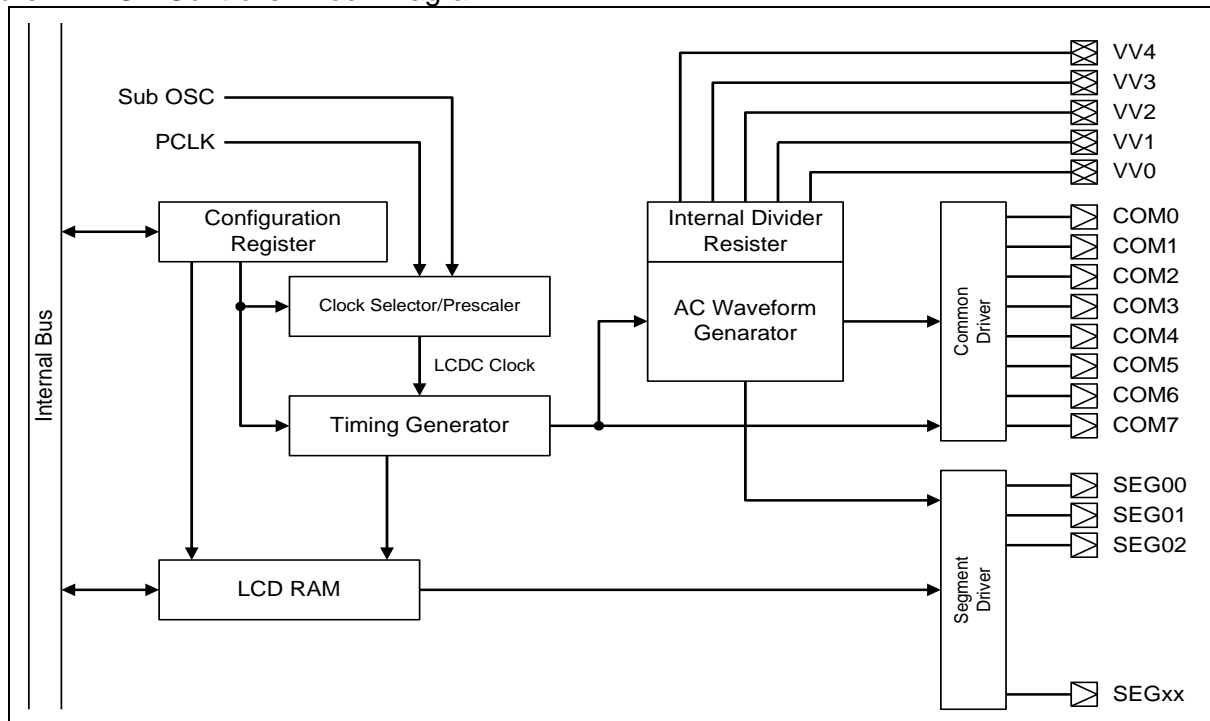 Sub OSC
PCLK
Configuration
Register
Clock Selector/Prescaler
LCDC Clock
Timing Generator
LCD RAM
Internal Bus
Internal Divider
Resister
AC Waveform
Genarator
Common
Driver
Segment
Driver
VV4
VV3
VV2
VV1
VV0
COM0
COM1
COM2
COM3
COM4
COM5
COM6
COM7
SEG00
SEG01
SEG02
SEGxx